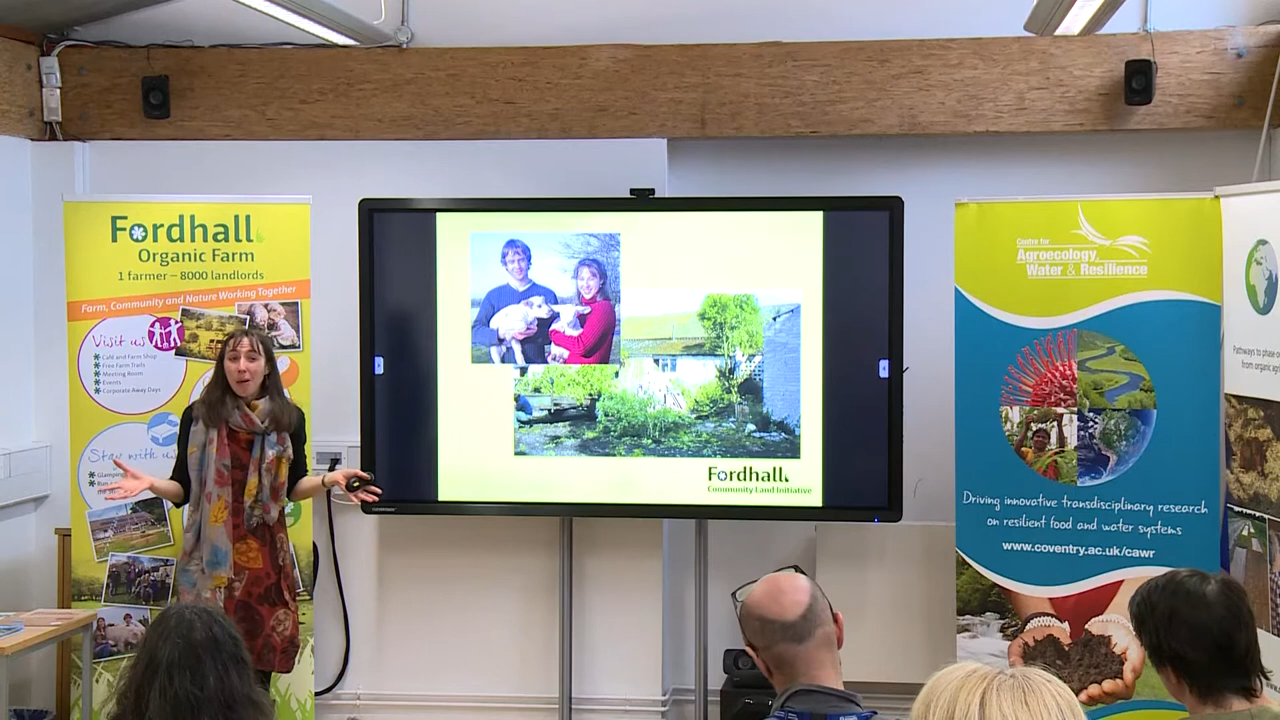 Fordhall
Organic Farm
1 farmer – 8000 landlords
Farm, Community and Nature Working Together
Visit us
Café and Farm Shop
Free Farm Trails
Meeting Room
Events
Corporate Away Days
Stay with us
Fordhall
Community Land Initiative
Centre for
Agroecology,
Water & Resilience
Driving innovative transdisciplinary research
on resilient food and water systems
www.coventry.ac.uk/cawr